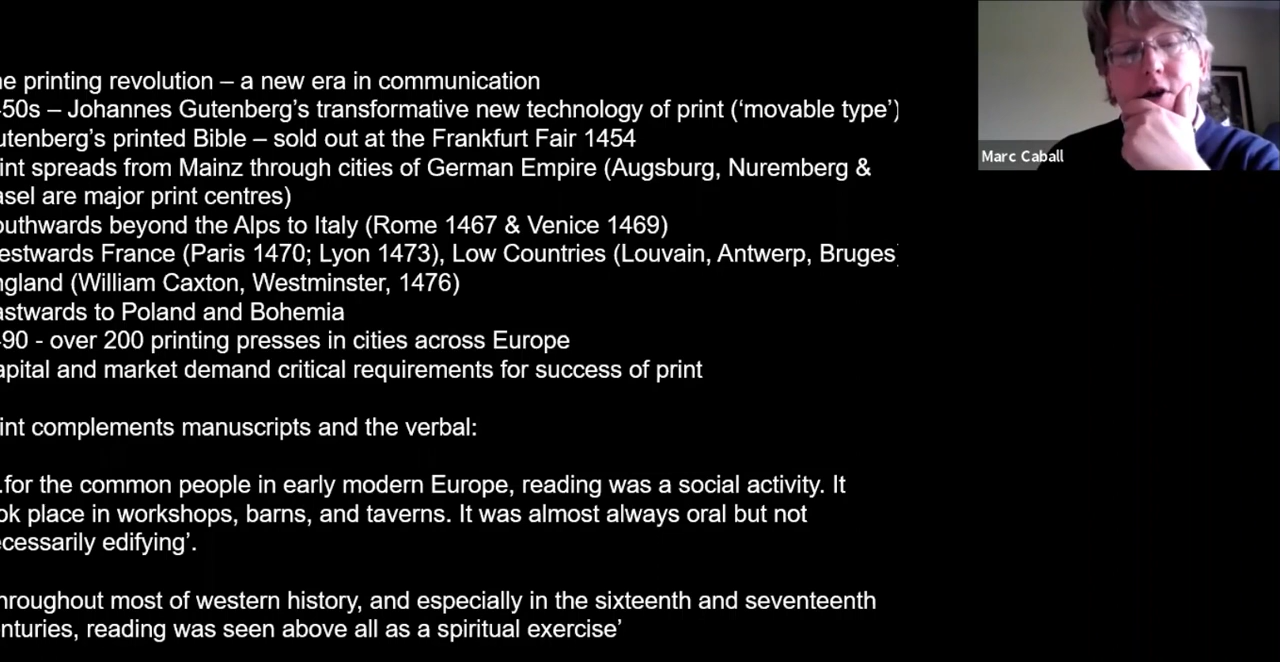 ne printing revolution – a new era in communication
450s – Johannes Gutenberg's transformative new technology of print ('movable type')
utenberg's printed Bible – sold out at the Frankfurt Fair 1454
int spreads from Mainz through cities of German Empire (Augsburg, Nuremberg &
asel are major print centres)
outhwards beyond the Alps to Italy (Rome 1467 & Venice 1469)
estwards France (Paris 1470; Lyon 1473), Low Countries (Louvain, Antwerp, Bruges)
ngland (William Caxton, Westminster, 1476)
astwards to Poland and Bohemia
490 - over 200 printing presses in cities across Europe
apital and market demand critical requirements for success of print
int complements manuscripts and the verbal:
.for the common people in early modern Europe, reading was a social activity. It
ok place in workshops, barns, and taverns. It was almost always oral but not
ecessarily edifying'.
hroughout most of western history, and especially in the sixteenth and seventeenth
nturies, reading was seen above all as a spiritual exercise'
Marc Caball